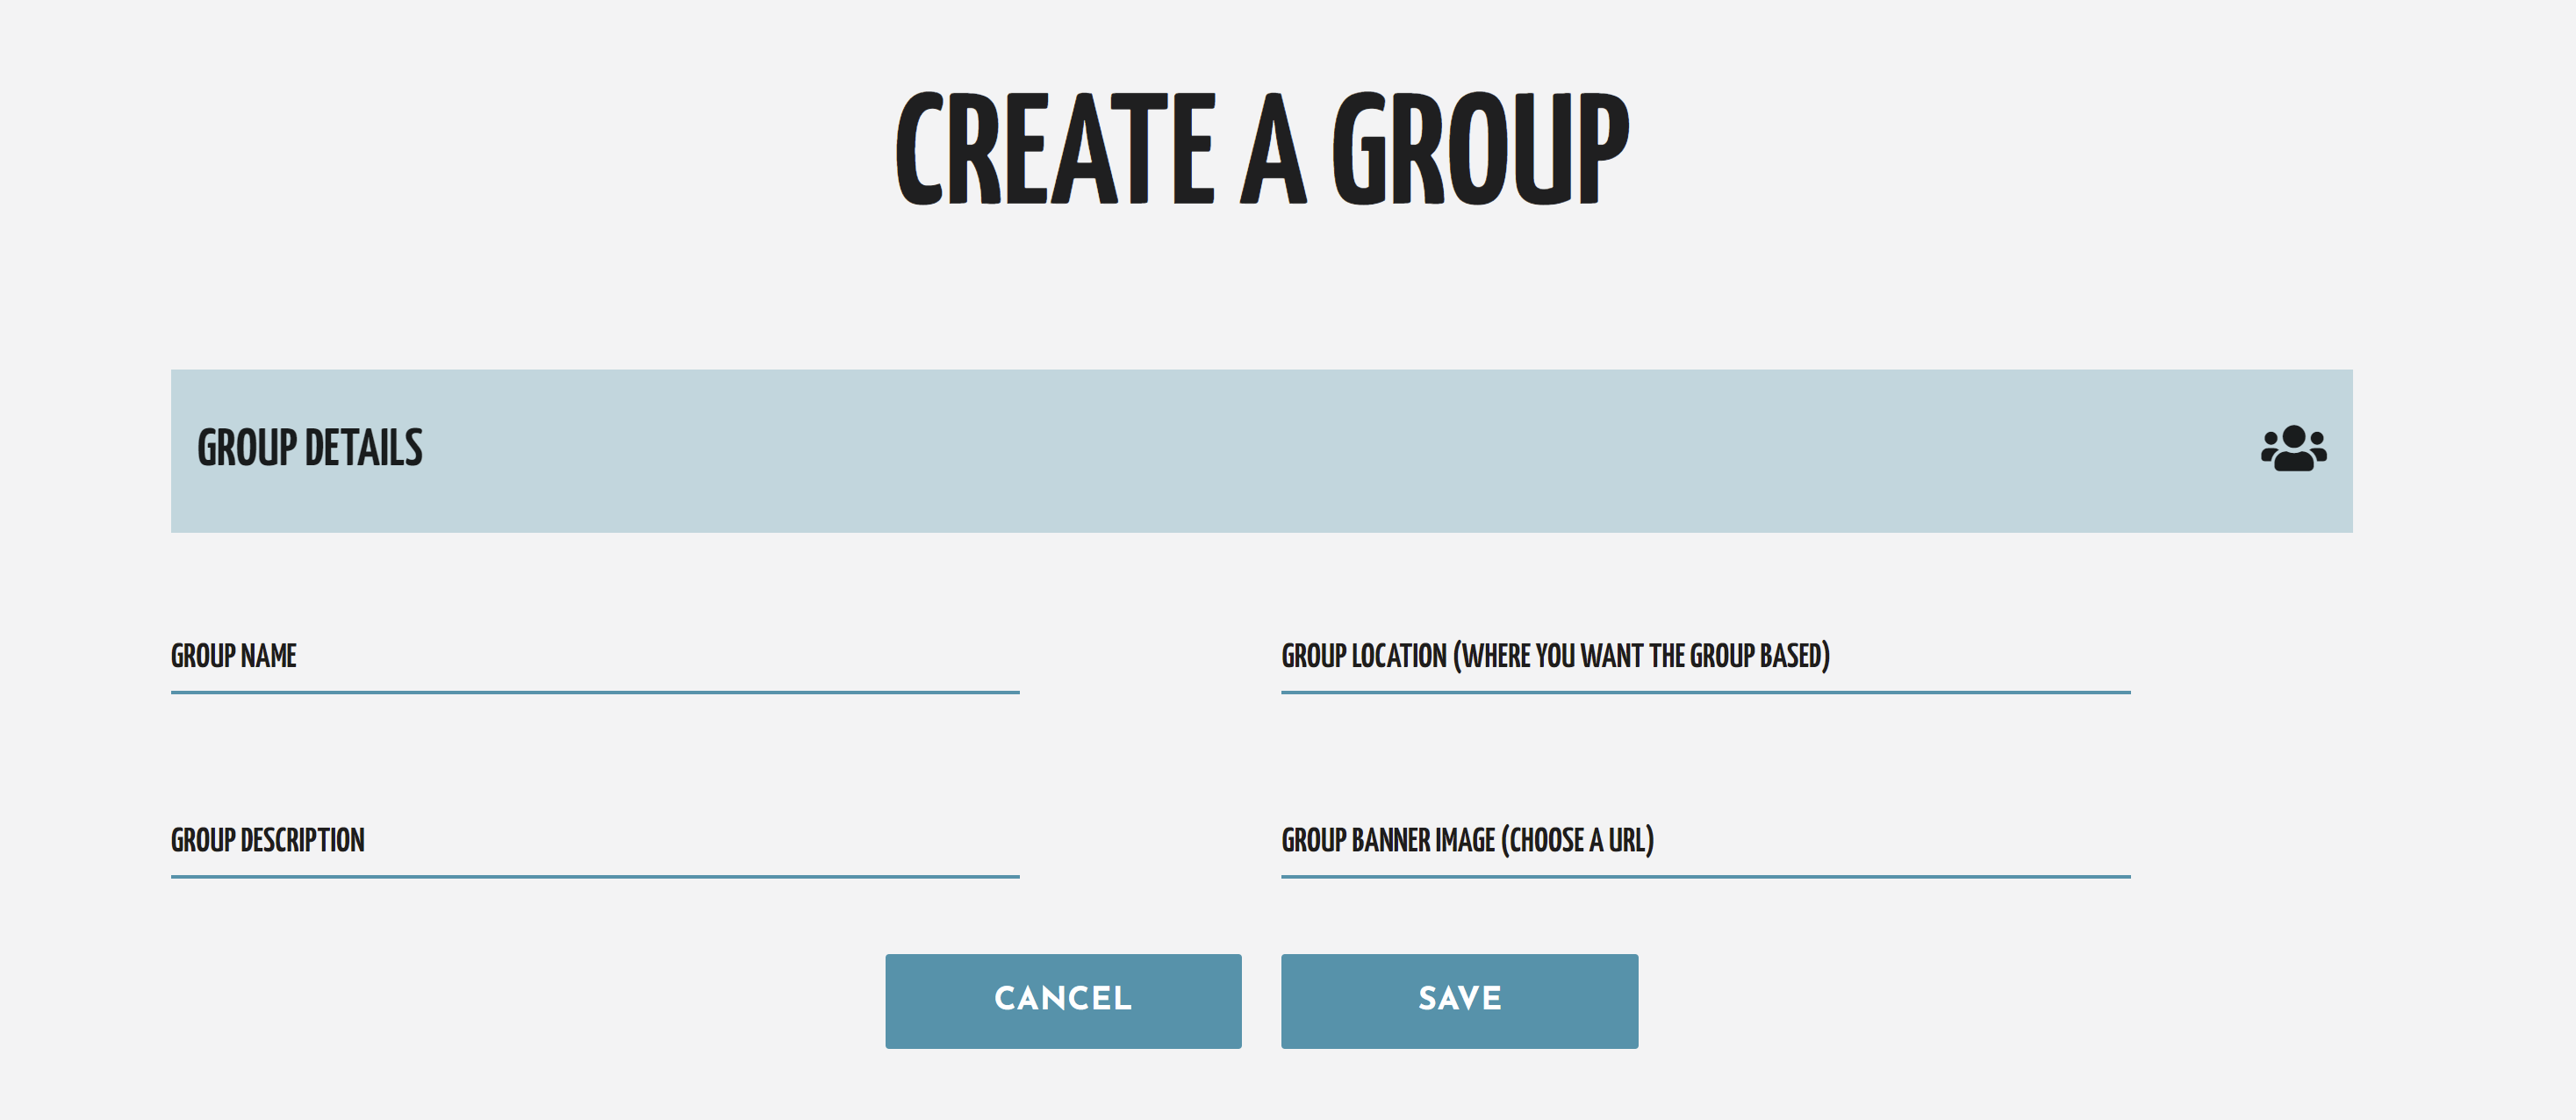 CREATE A GROUP
GROUP DETAILS
GROUP NAME
GROUP LOCATION (WHERE YOU WANT THE GROUP BASED)
GROUP DESCRIPTION
GROUP BANNER IMAGE (CHOOSE A URL)
CANCEL
SAVE